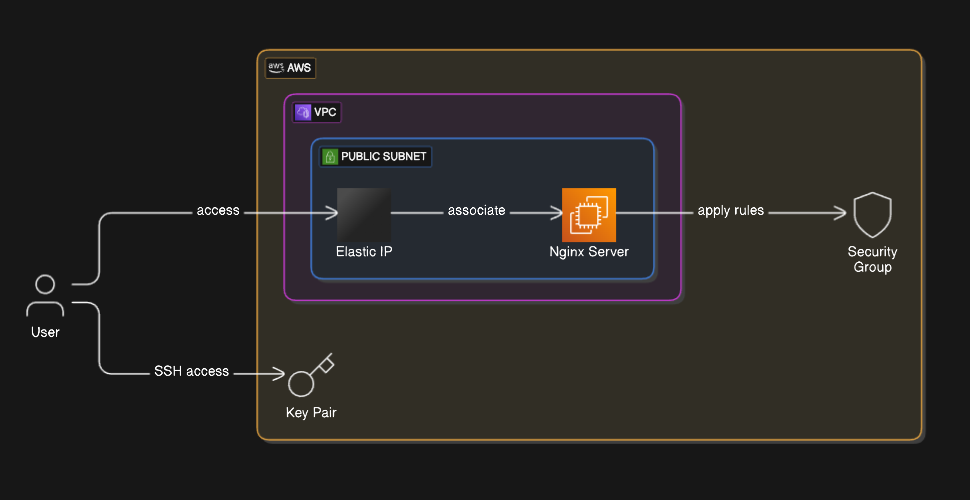 aws AWS
VPC
PUBLIC SUBNET
access
associate
apply rules
Elastic IP
Nginx Server
Security
Group
User
SSH access
Key Pair